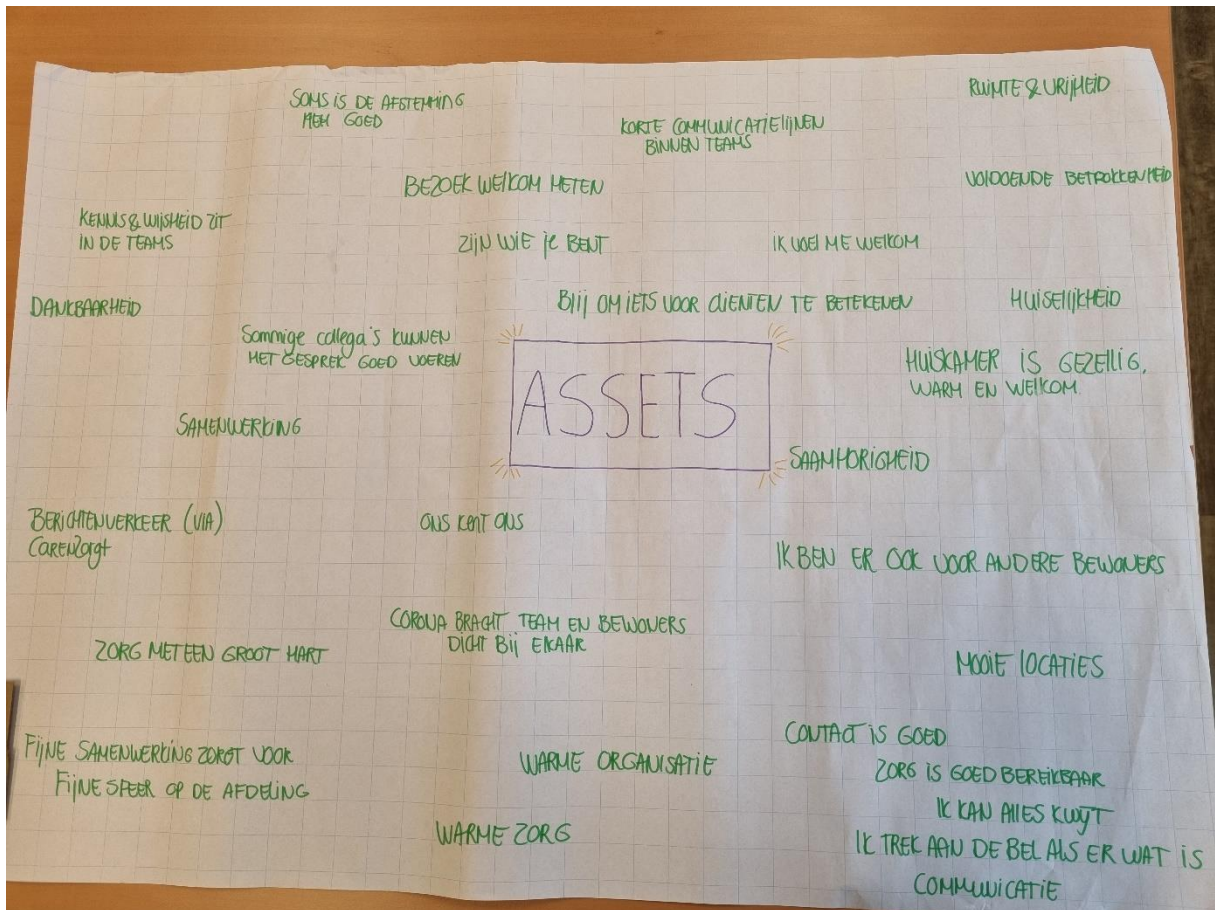 SOMS IS DE AFSTEMMING
HEEL GOED
KORTE COMMUNICATIELIJNEN
BINNEN TEAMS
RUIMTE & VRIJHEID
BEZOEK WELKOM HETEN
VOLDOENDE BETROKKENHEID
KENNIS & WIJSHEID ZIT
IN DE TEAMS
ZIJN WIE JE BENT
IK VOEL ME WELKOM
DANKBAARHEID
BLIJ OM IETS VOOR CLIENTEN TE BETEKENEN
HUISELIJKHEID
Sommige collega's KUNNEN
HET GESPREK GOED VOEREN
HUISKAMER IS GEZELLIG,
WARM EN WELKOM
ASSETS
SAMENWERKING
SAAMHORIGHEID
BERICHTENVERKEER (VIA)
CARENZorgt
ONS KENT ONS
IK BEN ER OOK VOOR ANDERE BEWONERS
CORONA BRACHT TEAM EN BEWONERS
DICHT BIJ ELKAAR
ZORG MET EEN GROOT HART
MOOIE LOCATIES
FIJNE SAMENWERKING ZORGT VOOR
FIJNE SFEER OP DE AFDELING
WARME ORGANISATIE
CONTACT IS GOED
ZORG IS GOED BEREIKBAAR
IK KAN ALLES KWIJT
IK TREK AAN DE BEL ALS ER WAT IS
COMMUNICATIE
WARME ZORG